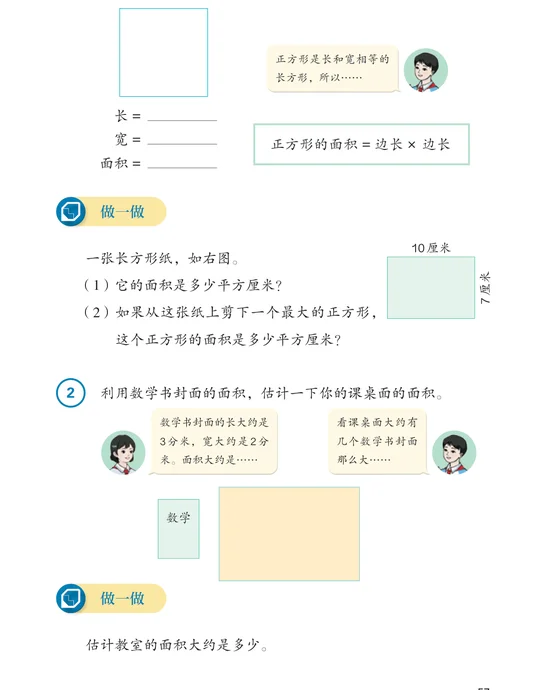 正方形是长和宽相等的
长方形，所以……
长 =
宽 =
面积 =
正方形的面积 = 边长 × 边长
做一做
一张长方形纸，如右图。
10 厘米
7 厘米
（1）它的面积是多少平方厘米？
（2）如果从这张纸上剪下一个最大的正方形，
这个正方形的面积是多少平方厘米？
2 利用数学书封面的面积，估计一下你的课桌面的面积。
数学书封面的长大约是
3 分米，宽大约是 2 分
米。面积大约是……
看课桌面大约有
几个数学书封面
那么大……
数学
做一做
估计教室的面积大约是多少。